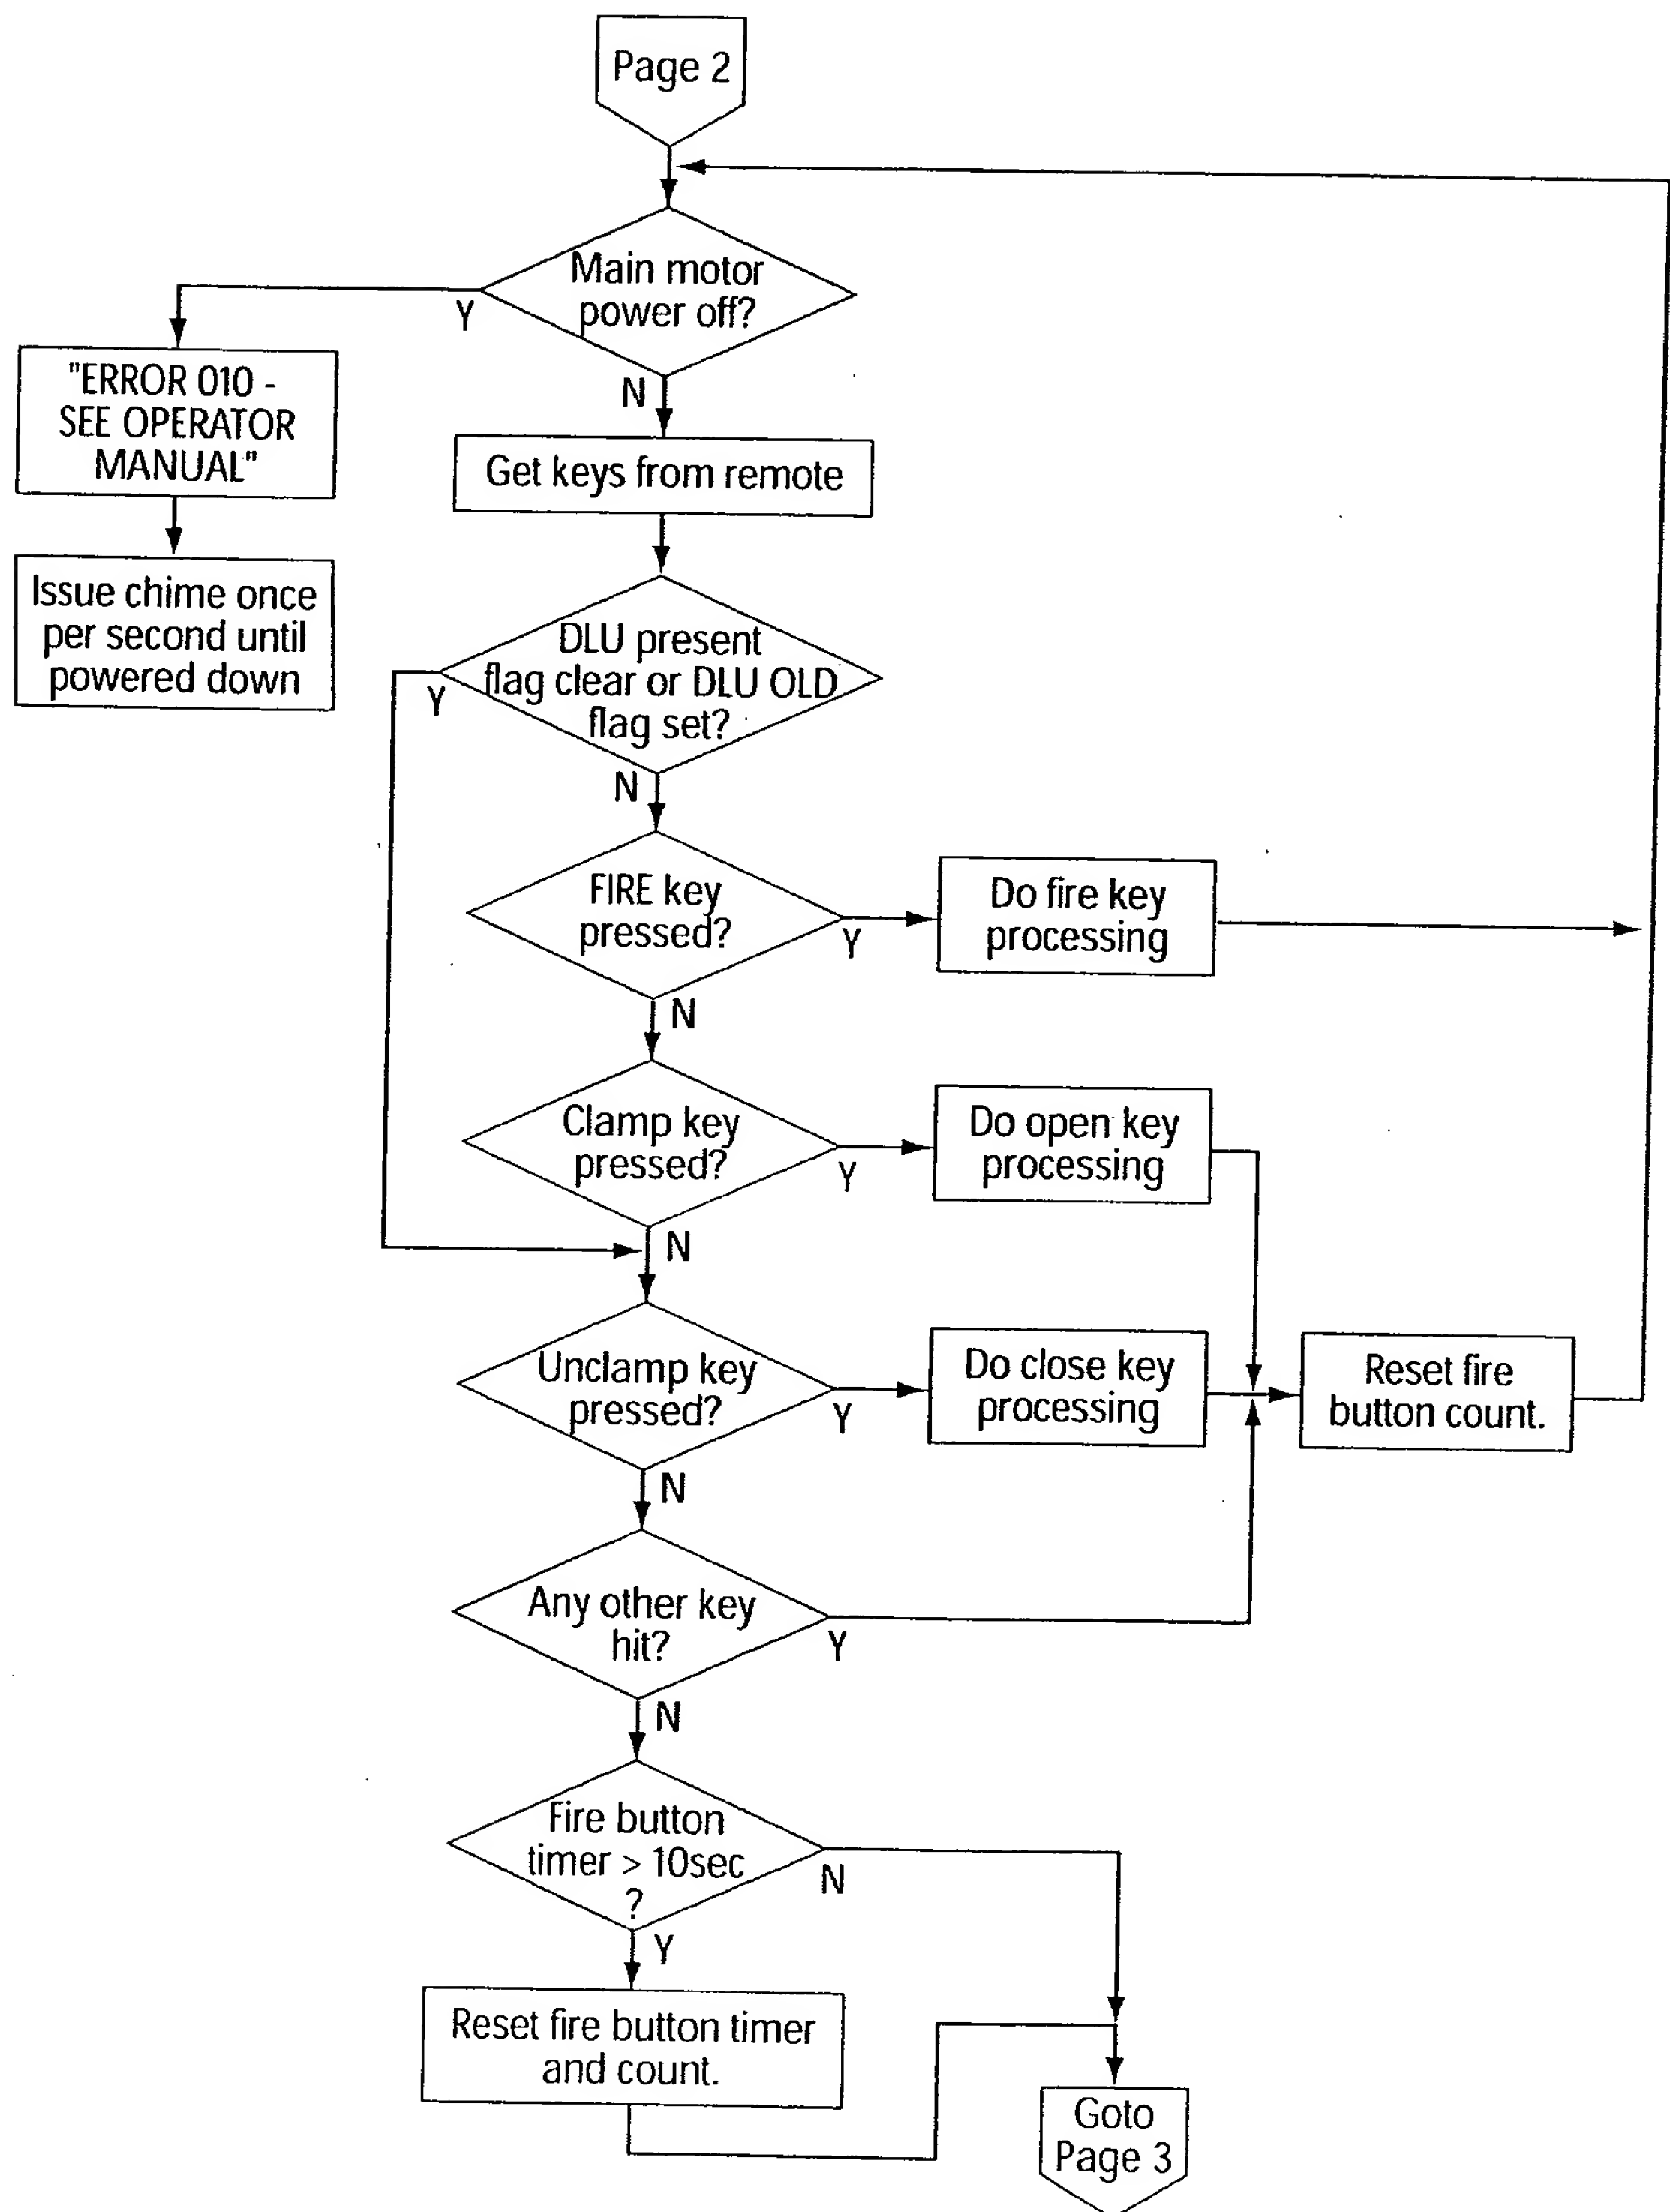 Page 2
Main motor
power off?
Y
N
"ERROR 010 -
SEE OPERATOR
MANUAL"
Get keys from remote
Issue chime once
per second until
powered down
DLU present
flag clear or DLU OLD
flag set?
Y
N
FIRE key
pressed?
Y
Do fire key
processing
N
Clamp key
pressed?
Y
Do open key
processing
N
Unclamp key
pressed?
Y
Do close key
processing
Reset fire
button count.
N
Any other key
hit?
Y
N
Fire button
timer > 10sec
?
N
Y
Reset fire button timer
and count.
Goto
Page 3